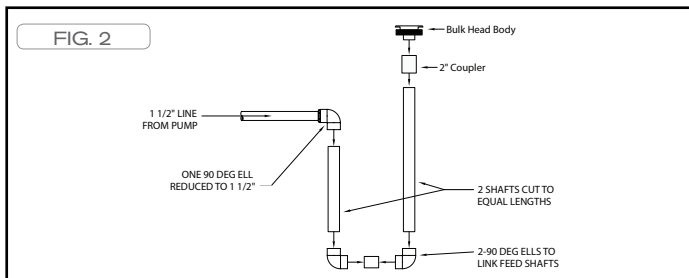 FIG. 2
Bulk Head Body
2" Coupler
1 1/2" LINE
FROM PUMP
ONE 90 DEG ELL
REDUCED TO 1 1/2"
2 SHAFTS CUT TO
EQUAL LENGTHS
2-90 DEG ELLS TO
LINK FEED SHAFTS